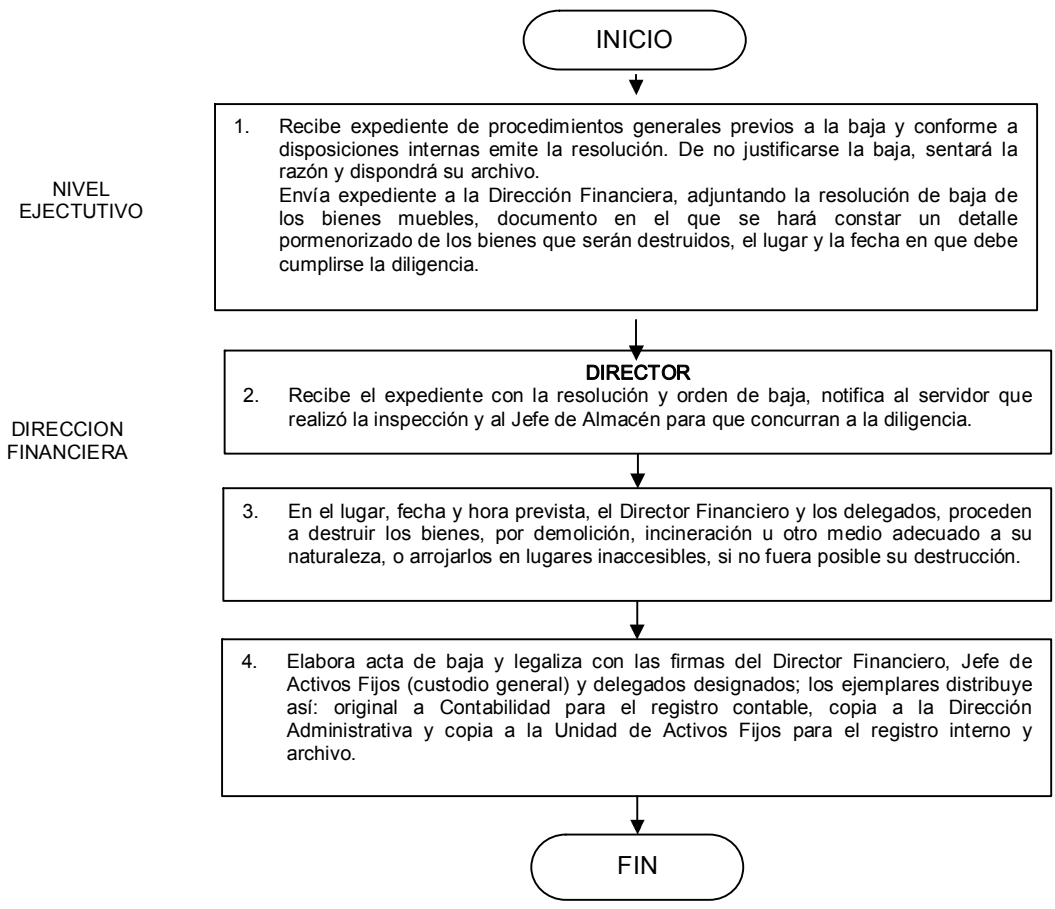 INICIO
NIVEL
EJECTUTIVO
1. Recibe expediente de procedimientos generales previos a la baja y conforme a
disposiciones internas emite la resolución. De no justificarse la baja, sentará la
razón y dispondrá su archivo.
Envía expediente a la Dirección Financiera, adjuntando la resolución de baja de
los bienes muebles, documento en el que se hará constar un detalle
pormenorizado de los bienes que serán destruidos, el lugar y la fecha en que debe
cumplirse la diligencia.
DIRECCION
FINANCIERA
DIRECTOR
2. Recibe el expediente con la resolución y orden de baja, notifica al servidor que
realizó la inspección y al Jefe de Almacén para que concurran a la diligencia.
3. En el lugar, fecha y hora prevista, el Director Financiero y los delegados, proceden
a destruir los bienes, por demolición, incineración u otro medio adecuado a su
naturaleza, o arrojarlos en lugares inaccesibles, si no fuera posible su destrucción.
4. Elabora acta de baja y legaliza con las firmas del Director Financiero, Jefe de
Activos Fijos (custodio general) y delegados designados; los ejemplares distribuye
así: original a Contabilidad para el registro contable, copia a la Dirección
Administrativa y copia a la Unidad de Activos Fijos para el registro interno y
archivo.
FIN